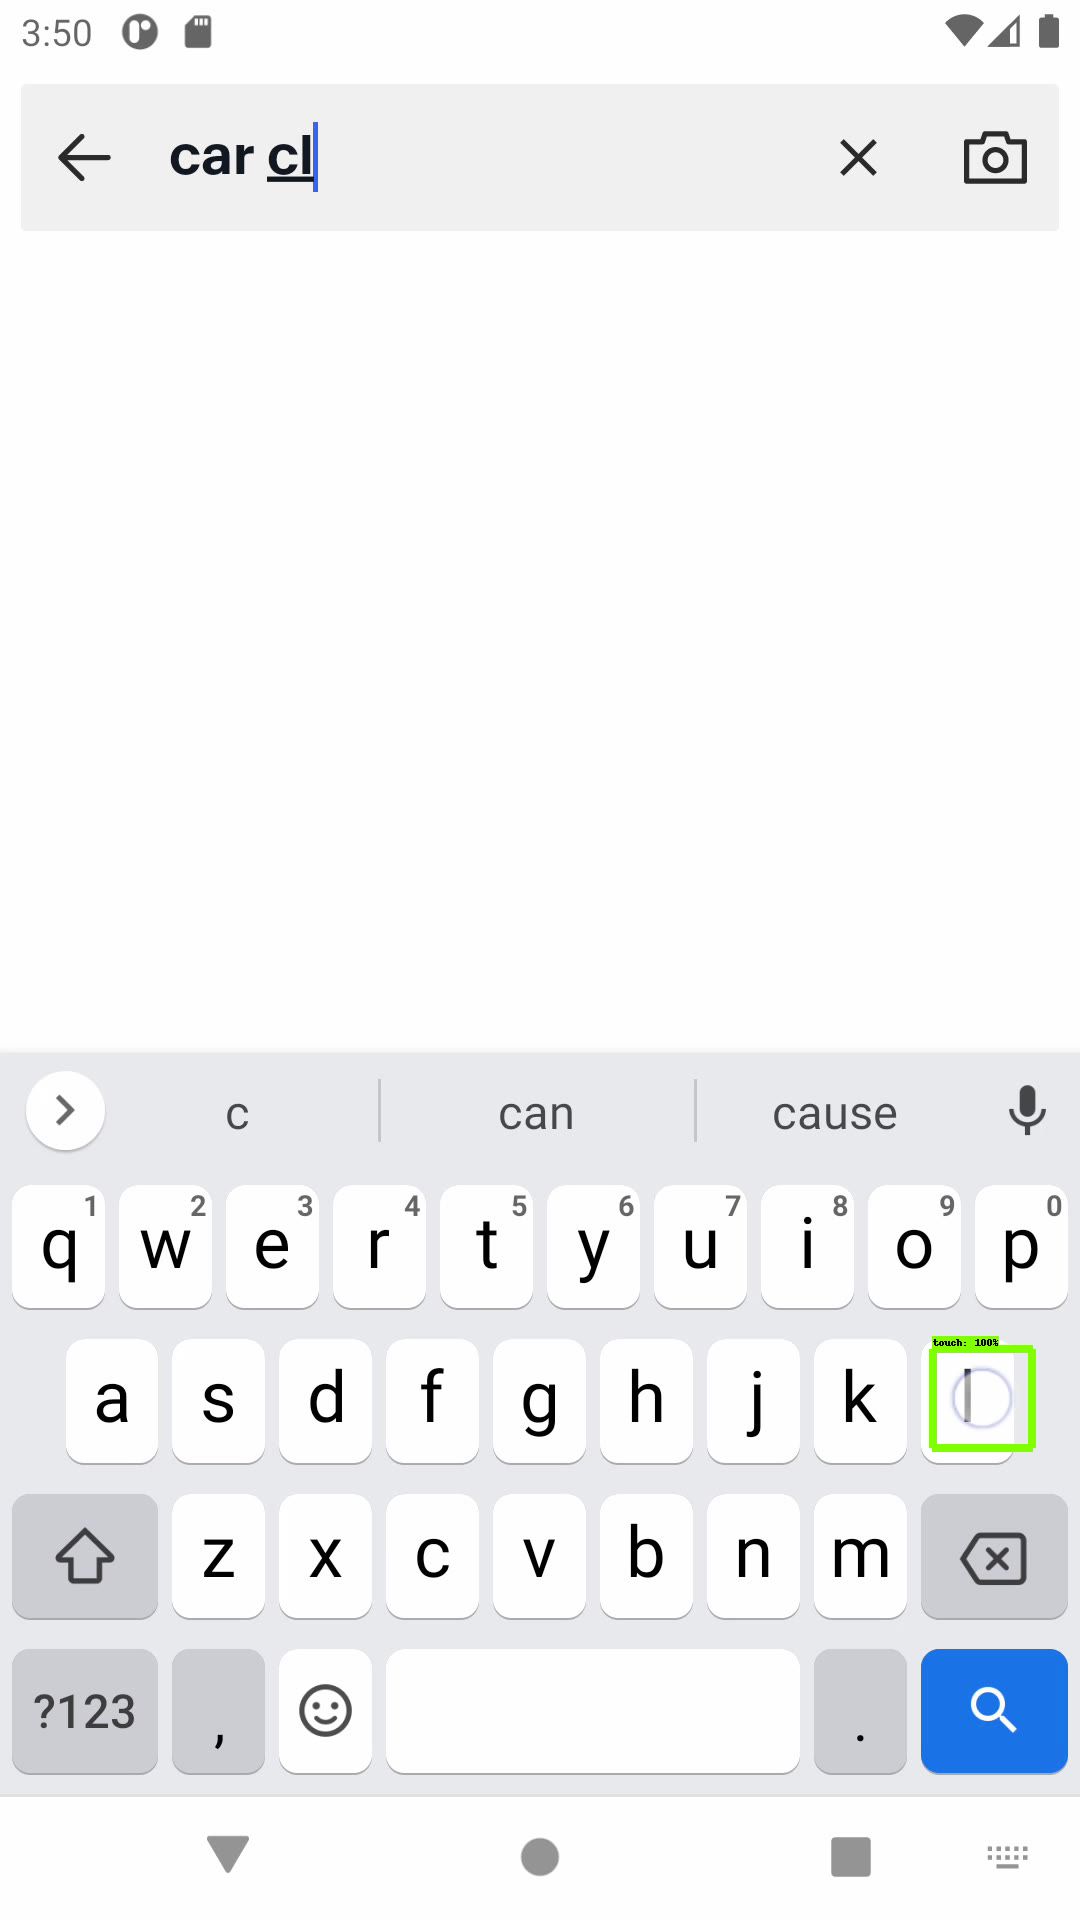 3:50
car cl
c can cause
1 2 3 4 5 6 7 8 9 0
q w e r t y u i o p
touch: 100%
a s d f g h j k l
z x c v b n m
?123 , .